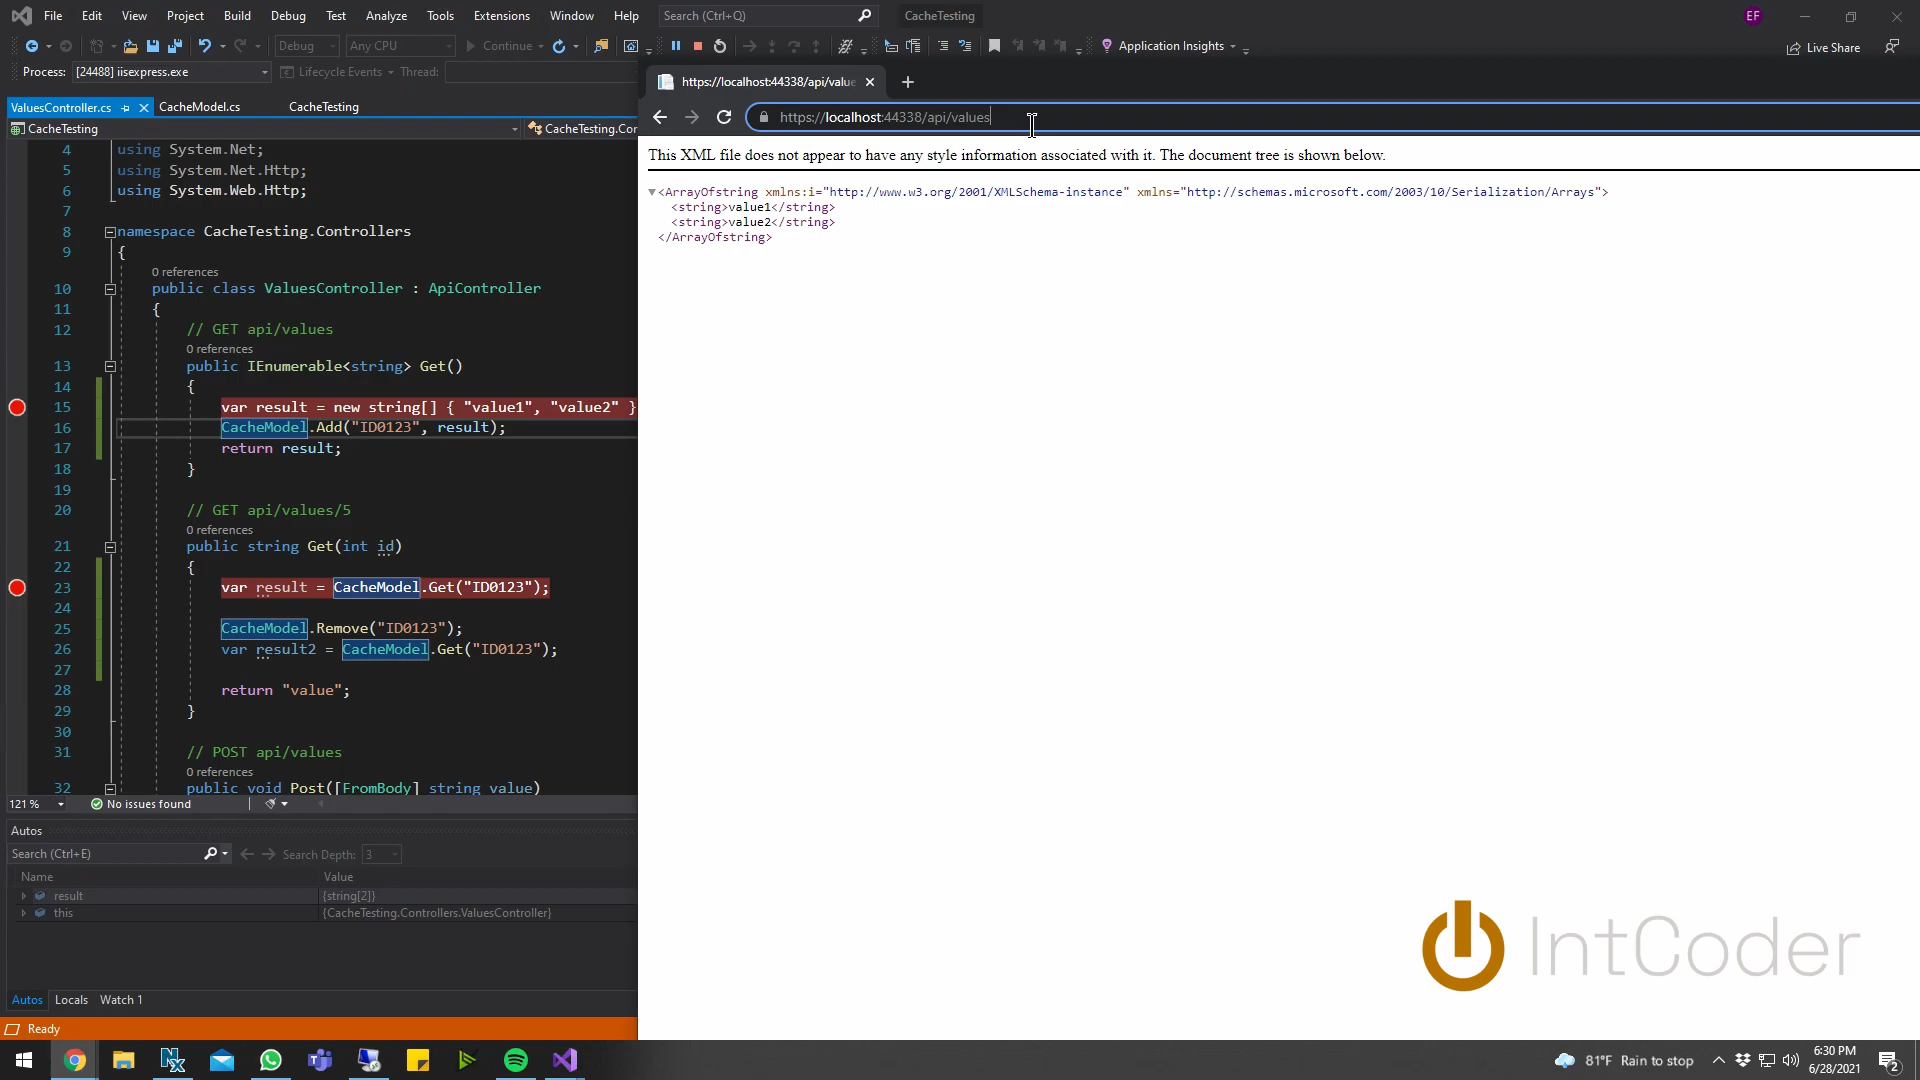 File Edit View Project Build Debug Test Analyze Tools Extensions Window Help Search (Ctrl+Q) CacheTesting EF
Debug Any CPU Continue Application Insights Live Share
Process: [24488] iisexpress.exe Lifecycle Events Thread:
https://localhost:44338/api/value
ValuesController.cs CacheModel.cs CacheTesting
https://localhost:44338/api/values
CacheTesting CacheTesting.Cor
This XML file does not appear to have any style information associated with it. The document tree is shown below.
<ArrayOfstring xmlns:i="http://www.w3.org/2001/XMLSchema-instance" xmlns="http://schemas.microsoft.com/2003/10/Serialization/Arrays">
<string>value1</string>
<string>value2</string>
</ArrayOfstring>
4 using System.Net;
5 using System.Net.Http;
6 using System.Web.Http;
7
8 namespace CacheTesting.Controllers
9 {
0 references
10 public class ValuesController : ApiController
11 {
12 // GET api/values
0 references
13 public IEnumerable<string> Get()
14 {
15 var result = new string[] { "value1", "value2" }
16 CacheModel.Add("ID0123", result);
17 return result;
18 }
19
20 // GET api/values/5
0 references
21 public string Get(int id)
22 {
23 var result = CacheModel.Get("ID0123");
24
25 CacheModel.Remove("ID0123");
26 var result2 = CacheModel.Get("ID0123");
27
28 return "value";
29 }
30
31 // POST api/values
0 references
32 public void Post([FromBody] string value)
121 % No issues found
Autos
Search (Ctrl+E) Search Depth: 3
Name Value
result {string[2]}
this {CacheTesting.Controllers.ValuesController}
IntCoder
Autos Locals Watch 1
Ready
81°F Rain to stop
6:30 PM
6/28/2021
2